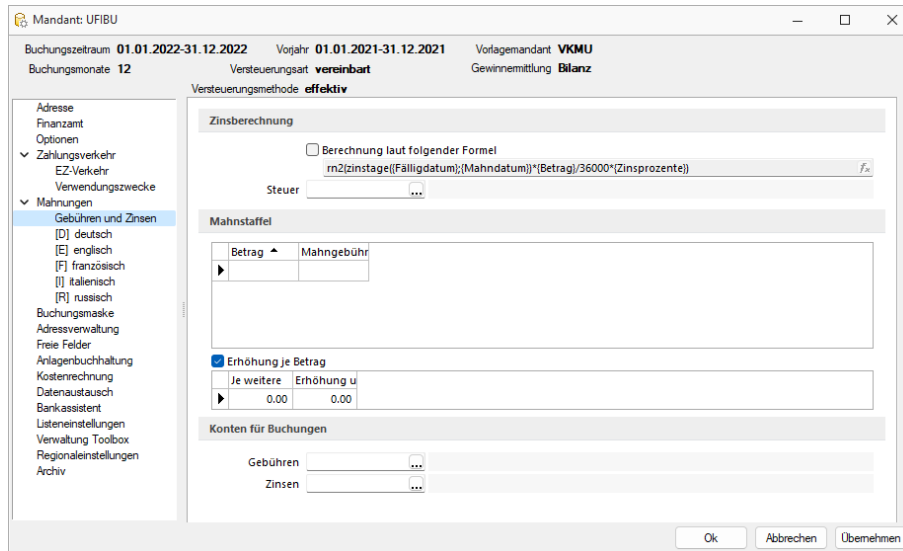 Mandant: UFIBU
Buchungszeitraum 01.01.2022-31.12.2022 Vorjahr 01.01.2021-31.12.2021 Vorlagemandant VKMU
Buchungsmonate 12 Versteuerungsart vereinbart Gewinnermittlung Bilanz
Versteuerungsmethode effektiv
Adresse
Finanzamt
Optionen
Zahlungsverkehr
EZ-Verkehr
Verwendungszwecke
Mahnungen
Gebühren und Zinsen
[D] deutsch
[E] englisch
[F] französisch
[I] italienisch
[R] russisch
Buchungsmaske
Adressverwaltung
Freie Felder
Anlagenbuchhaltung
Kostenrechnung
Datenaustausch
Bankassistent
Listeneinstellungen
Verwaltung Toolbox
Regionaleinstellungen
Archiv
Zinsberechnung
Berechnung laut folgender Formel
rn2(zinstage({Fälligdatum};{Mahndatum})*{Betrag}/36000*{Zinsprozente}) fx
Steuer ...
Mahnstaffel
Betrag Mahngebühr
Erhöhung je Betrag
Je weitere Erhöhung u
0.00 0.00
Konten für Buchungen
Gebühren ...
Zinsen ...
Ok Abbrechen Übernehmen